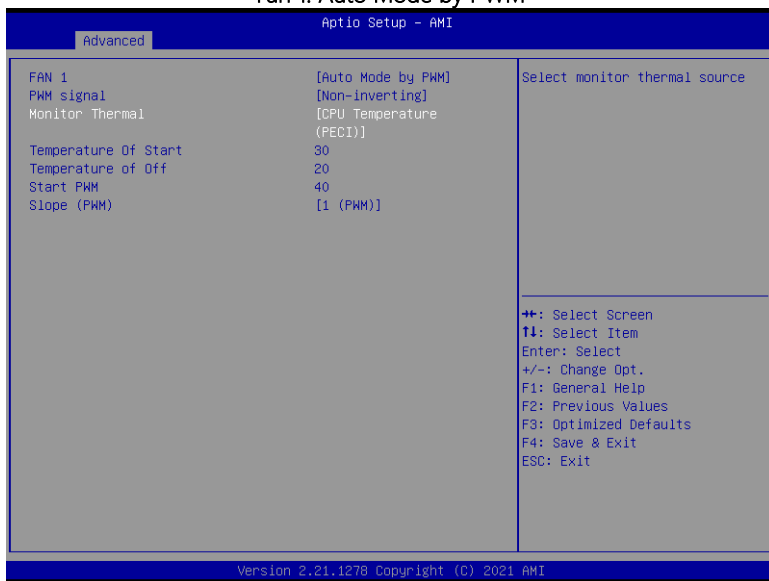 Fan 1: Auto Mode by PWM
Aptio Setup – AMI
Advanced
FAN 1 [Auto Mode by PWM]
PWM signal [Non-inverting]
Monitor Thermal [CPU Temperature
(PECI)]
Temperature Of Start 30
Temperature of Off 20
Start PWM 40
Slope (PWM) [1 (PWM)]
Select monitor thermal source
→←: Select Screen
↑↓: Select Item
Enter: Select
+/-: Change Opt.
F1: General Help
F2: Previous Values
F3: Optimized Defaults
F4: Save & Exit
ESC: Exit
Version 2.21.1278 Copyright (C) 2021 AMI